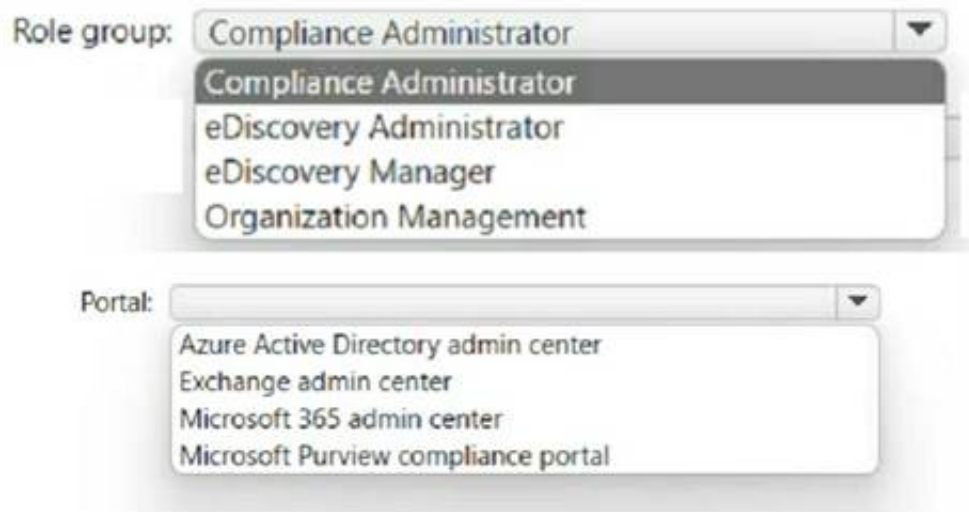 Role group: Compliance Administrator
Compliance Administrator
eDiscovery Administrator
eDiscovery Manager
Organization Management
Portal:
Azure Active Directory admin center
Exchange admin center
Microsoft 365 admin center
Microsoft Purview compliance portal